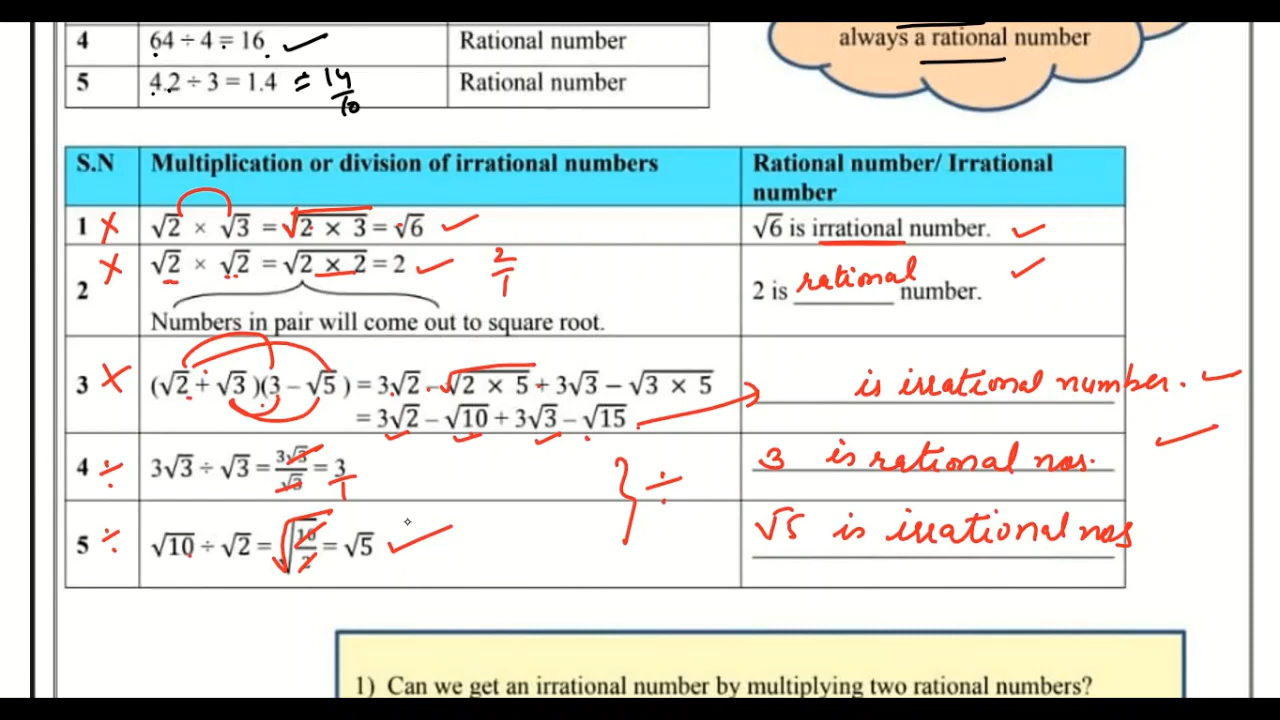 4 64 ÷ 4 = 16 ✓ Rational number
always a rational number
5 4.2 ÷ 3 = 1.4 = 14/10 Rational number
S.N Multiplication or division of irrational numbers Rational number/ Irrational
number
1 × √2 × √3 = √(2 × 3) = √6 ✓ √6 is irrational number. ✓
× √2 × √2 = √(2 × 2) = 2 ✓ 2/1
2 2 is rational number. ✓
Numbers in pair will come out to square root.
3 × (√2 + √3 )(3 − √5 ) = 3√2 − √(2 × 5) + 3√3 − √(3 × 5) is irrational number. ✓
= 3√2 − √10 + 3√3 − √15
4 ÷ 3√3 ÷ √3 = 3√3/√3 = 3/1 } ÷ 3 is rational nos. ✓
5 ÷ √10 ÷ √2 = √(10/2) = √5 ✓ √5 is irrational nos
1) Can we get an irrational number by multiplying two rational numbers?